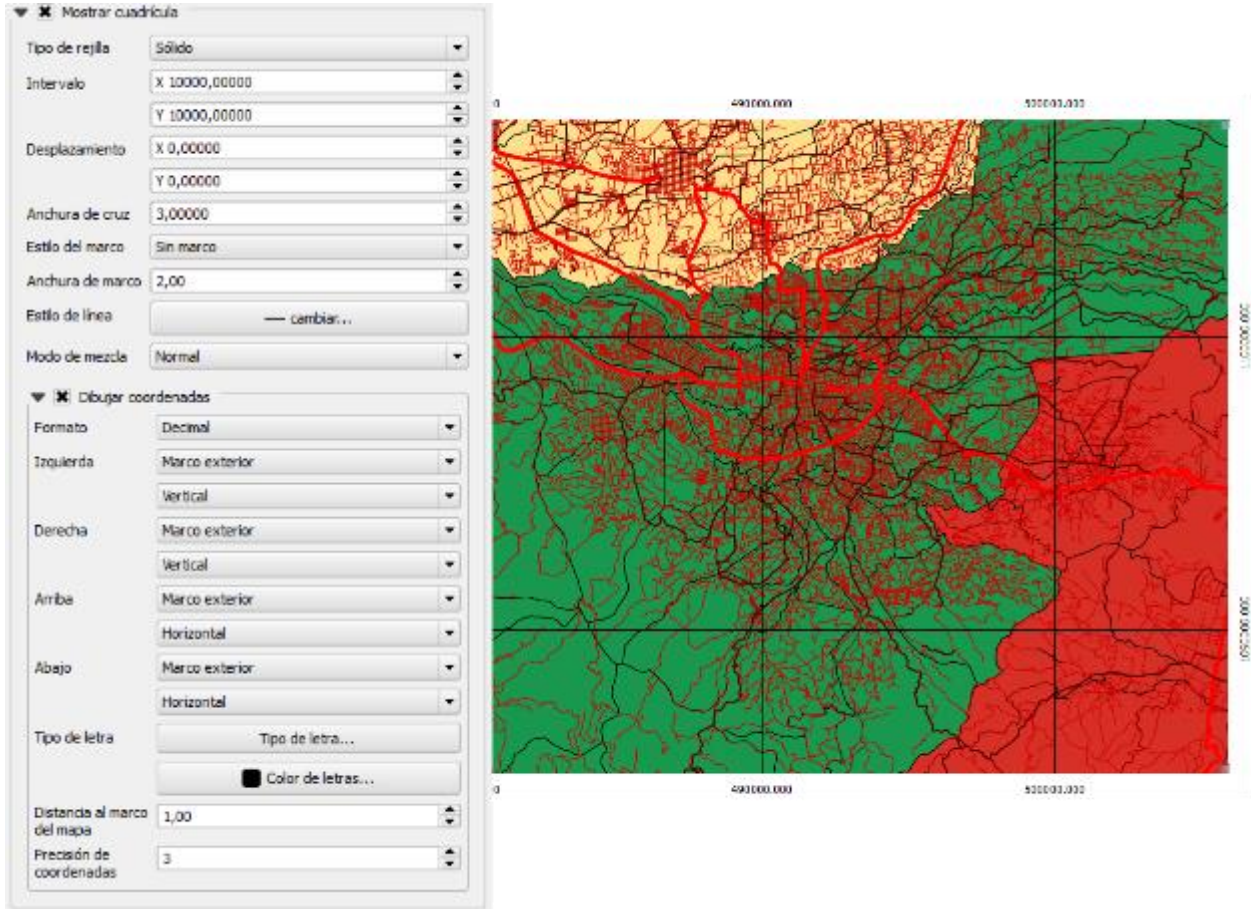 Mostrar cuadrícula
Tipo de rejilla Sólido
Intervalo X 10000,00000
Y 10000,00000
Desplazamiento X 0,00000
Y 0,00000
Anchura de cruz 3,00000
Estilo del marco Sin marco
Anchura de marco 2,00
Estilo de línea cambiar...
Modo de mezcla Normal
Dibujar coordenadas
Formato Decimal
Izquierda Marco exterior
Vertical
Derecha Marco exterior
Vertical
Arriba Marco exterior
Horizontal
Abajo Marco exterior
Horizontal
Tipo de letra Tipo de letra...
Color de letras...
Distancia al marco
del mapa 1,00
Precisión de
coordenadas 3
0 490000.000 500000.000
0 490000.000 500000.000